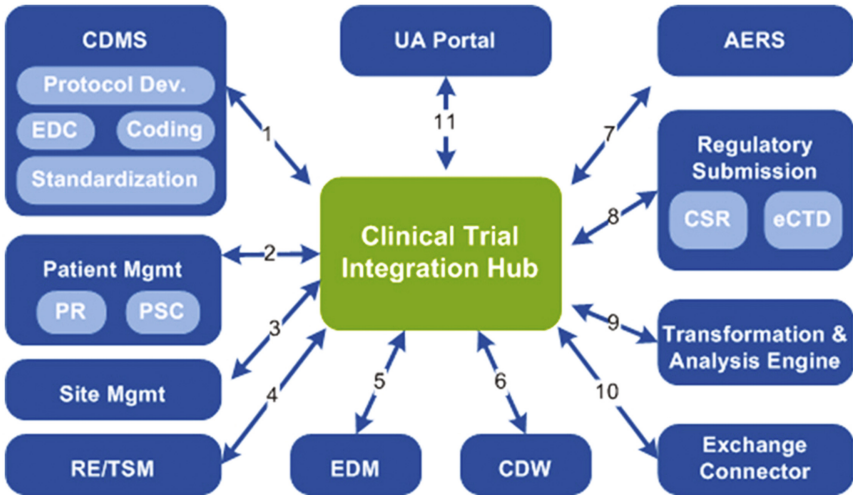 CDMS
Protocol Dev.
EDC
Coding
Standardization
UA Portal
AERS
1
11
7
Regulatory
Submission
CSR
eCTD
8
Clinical Trial
Integration Hub
Patient Mgmt
PR
PSC
2
3
9
Transformation &
Analysis Engine
Site Mgmt
4
5
6
10
RE/TSM
EDM
CDW
Exchange
Connector